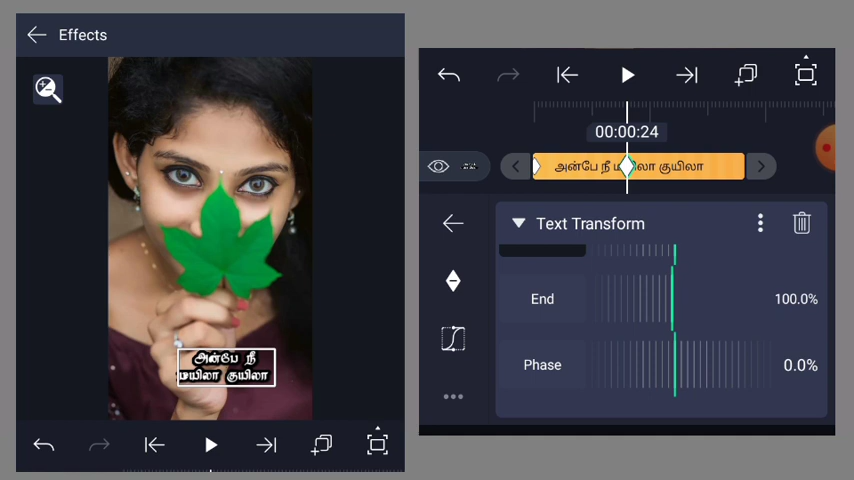 Effects
அன்பே நீ
மயிலா குயிலா
00:00:24
அன்பே நீ லா குயிலா
Text Transform
End
100.0%
Phase
0.0%